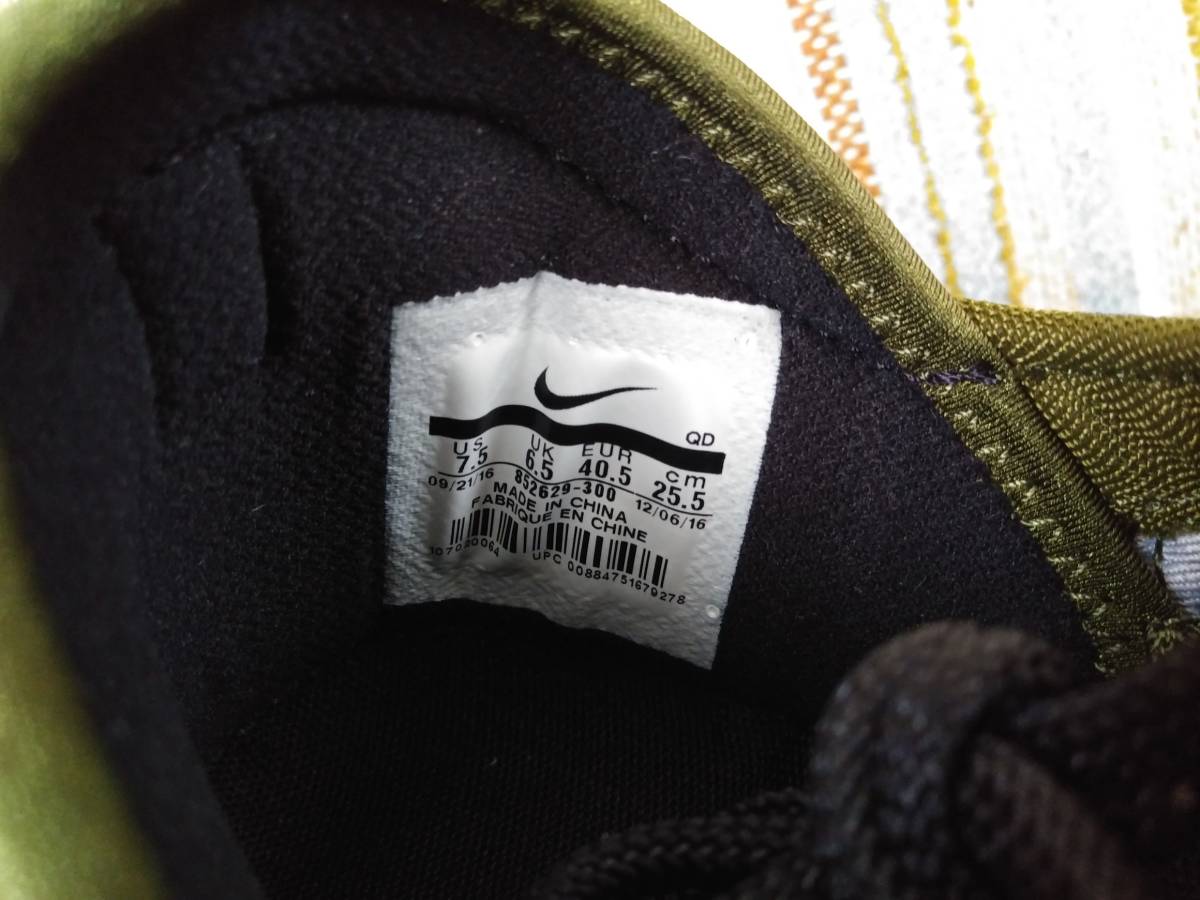 QD
US UK EUR cm
7.5 6.5 40.5 25.5
09/21/16 852629-300 12/06/16
MADE IN CHINA
FABRIQUE EN CHINE
UPC 00884751679278